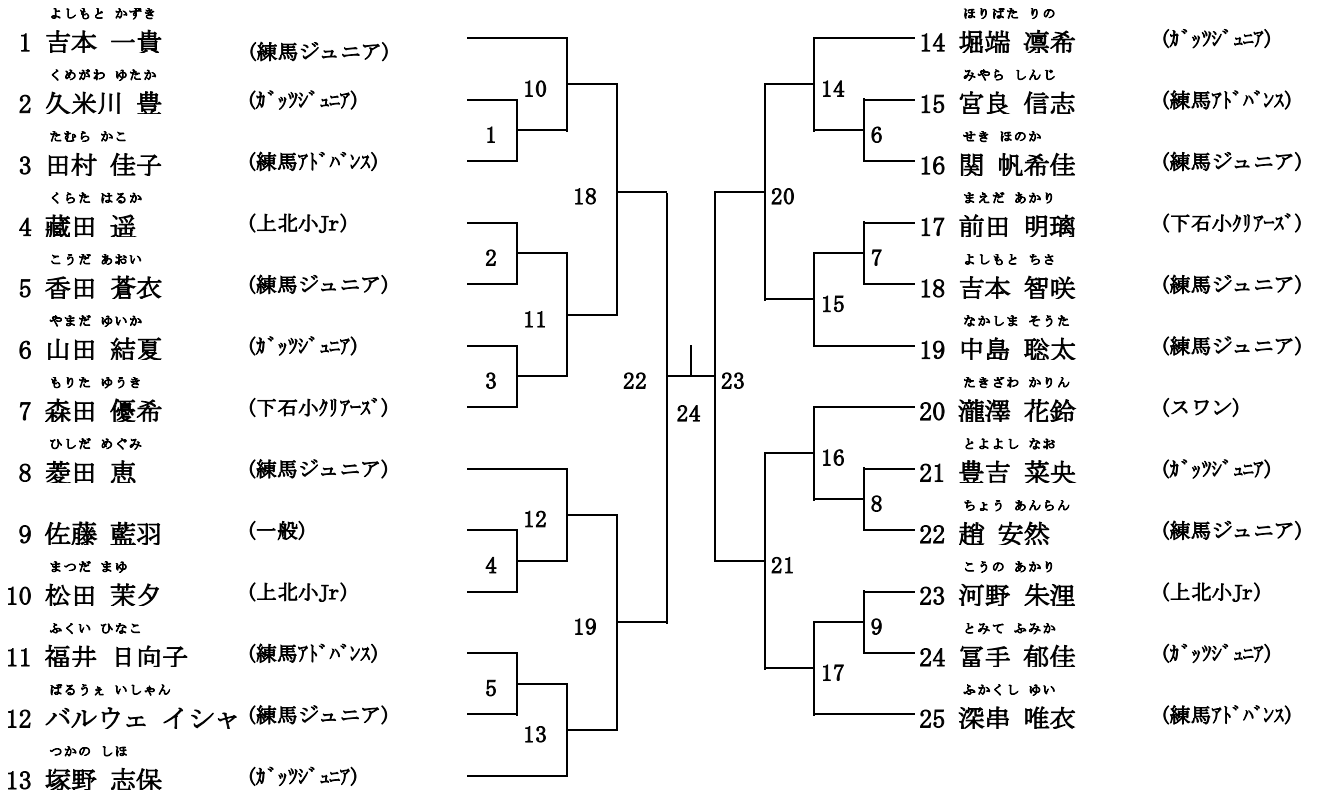 よしもと かずき
1 吉本 一貴 (練馬ジュニア)
くめがわ ゆたか
2 久米川 豊 (ｶﾞｯﾂｼﾞｭﾆｱ)
たむら かこ
3 田村 佳子 (練馬ｱﾄﾞﾊﾞﾝｽ)
くらた はるか
4 藏田 遥 (上北小Jr)
こうだ あおい
5 香田 蒼衣 (練馬ジュニア)
やまだ ゆいか
6 山田 結夏 (ｶﾞｯﾂｼﾞｭﾆｱ)
もりた ゆうき
7 森田 優希 (下石小ｸﾘｱｰｽﾞ)
ひしだ めぐみ
8 菱田 恵 (練馬ジュニア)
9 佐藤 藍羽 (一般)
まつだ まゆ
10 松田 茉夕 (上北小Jr)
ふくい ひなこ
11 福井 日向子 (練馬ｱﾄﾞﾊﾞﾝｽ)
ばるうぇ いしゃん
12 バルウェ イシャ (練馬ジュニア)
つかの しほ
13 塚野 志保 (ｶﾞｯﾂｼﾞｭﾆｱ)
10
1
18
2
11
3
22
12
4
19
5
13
24
14
6
20
7
15
23
16
8
21
9
17
ほりばた りの
14 堀端 凛希 (ｶﾞｯﾂｼﾞｭﾆｱ)
みやら しんじ
15 宮良 信志 (練馬ｱﾄﾞﾊﾞﾝｽ)
せき ほのか
16 関 帆希佳 (練馬ジュニア)
まえだ あかり
17 前田 明璃 (下石小ｸﾘｱｰｽﾞ)
よしもと ちさ
18 吉本 智咲 (練馬ジュニア)
なかしま そうた
19 中島 聡太 (練馬ジュニア)
たきざわ かりん
20 瀧澤 花鈴 (スワン)
とよよし なお
21 豊吉 菜央 (ｶﾞｯﾂｼﾞｭﾆｱ)
ちょう あんらん
22 趙 安然 (練馬ジュニア)
こうの あかり
23 河野 朱浬 (上北小Jr)
とみて ふみか
24 冨手 郁佳 (ｶﾞｯﾂｼﾞｭﾆｱ)
ふかくし ゆい
25 深串 唯衣 (練馬ｱﾄﾞﾊﾞﾝｽ)